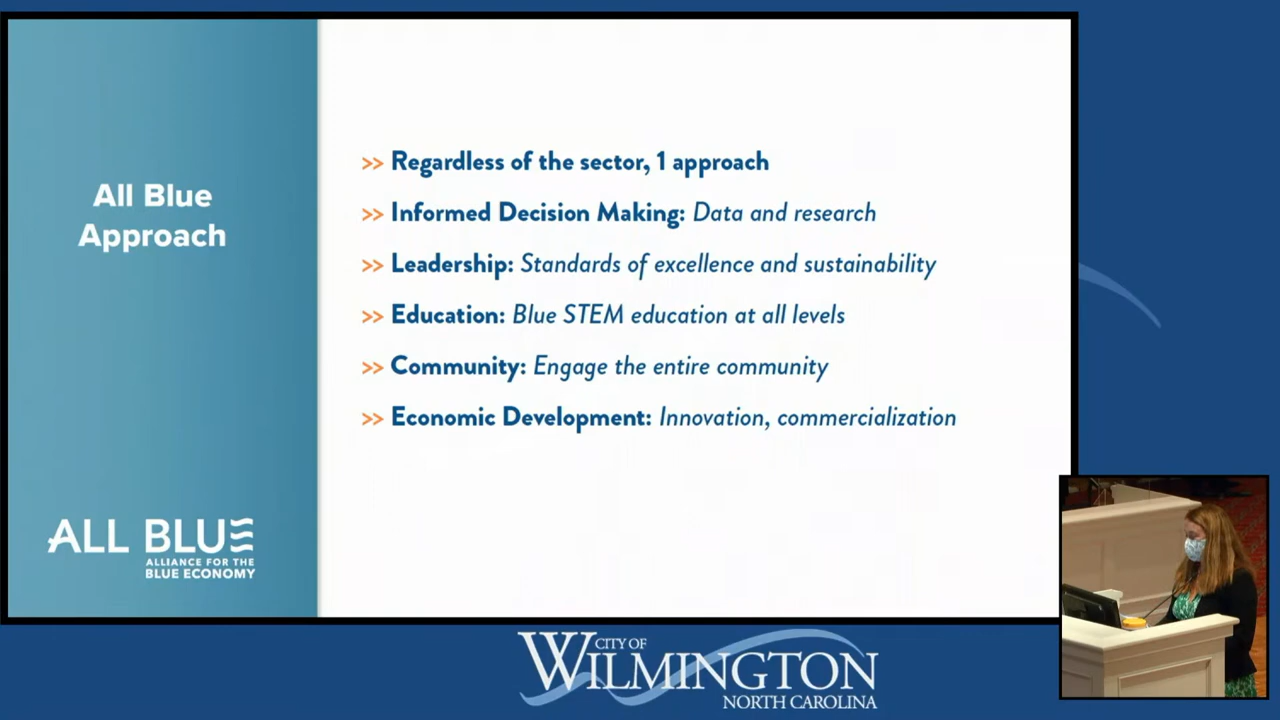 All Blue
Approach
>> Regardless of the sector, 1 approach
>> Informed Decision Making: Data and research
>> Leadership: Standards of excellence and sustainability
>> Education: Blue STEM education at all levels
>> Community: Engage the entire community
>> Economic Development: Innovation, commercialization
ALL BLUE
ALLIANCE FOR THE
BLUE ECONOMY
CITY OF
WILMINGTON
NORTH CAROLINA